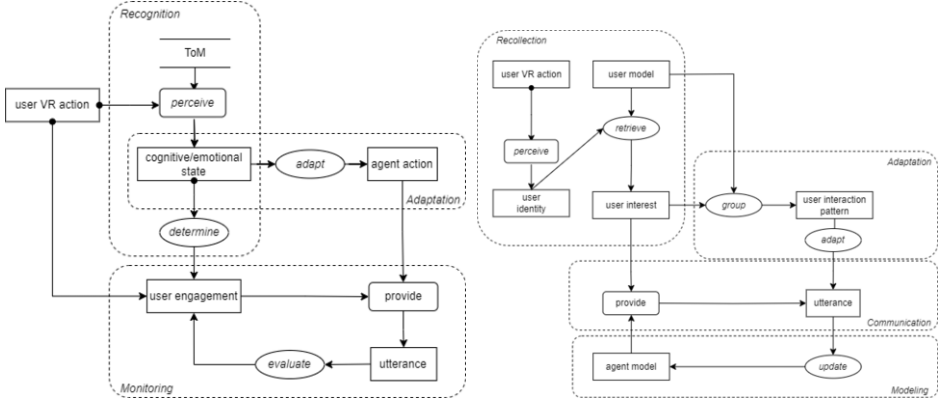 Recognition
ToM
user VR action
perceive
cognitive/emotional
state
adapt
agent action
Adaptation
determine
user engagement
provide
evaluate
utterance
Monitoring
Recollection
user VR action
user model
retrieve
perceive
user
identity
user interest
Adaptation
group
user interaction
pattern
adapt
provide
utterance
Communication
agent model
update
Modeling